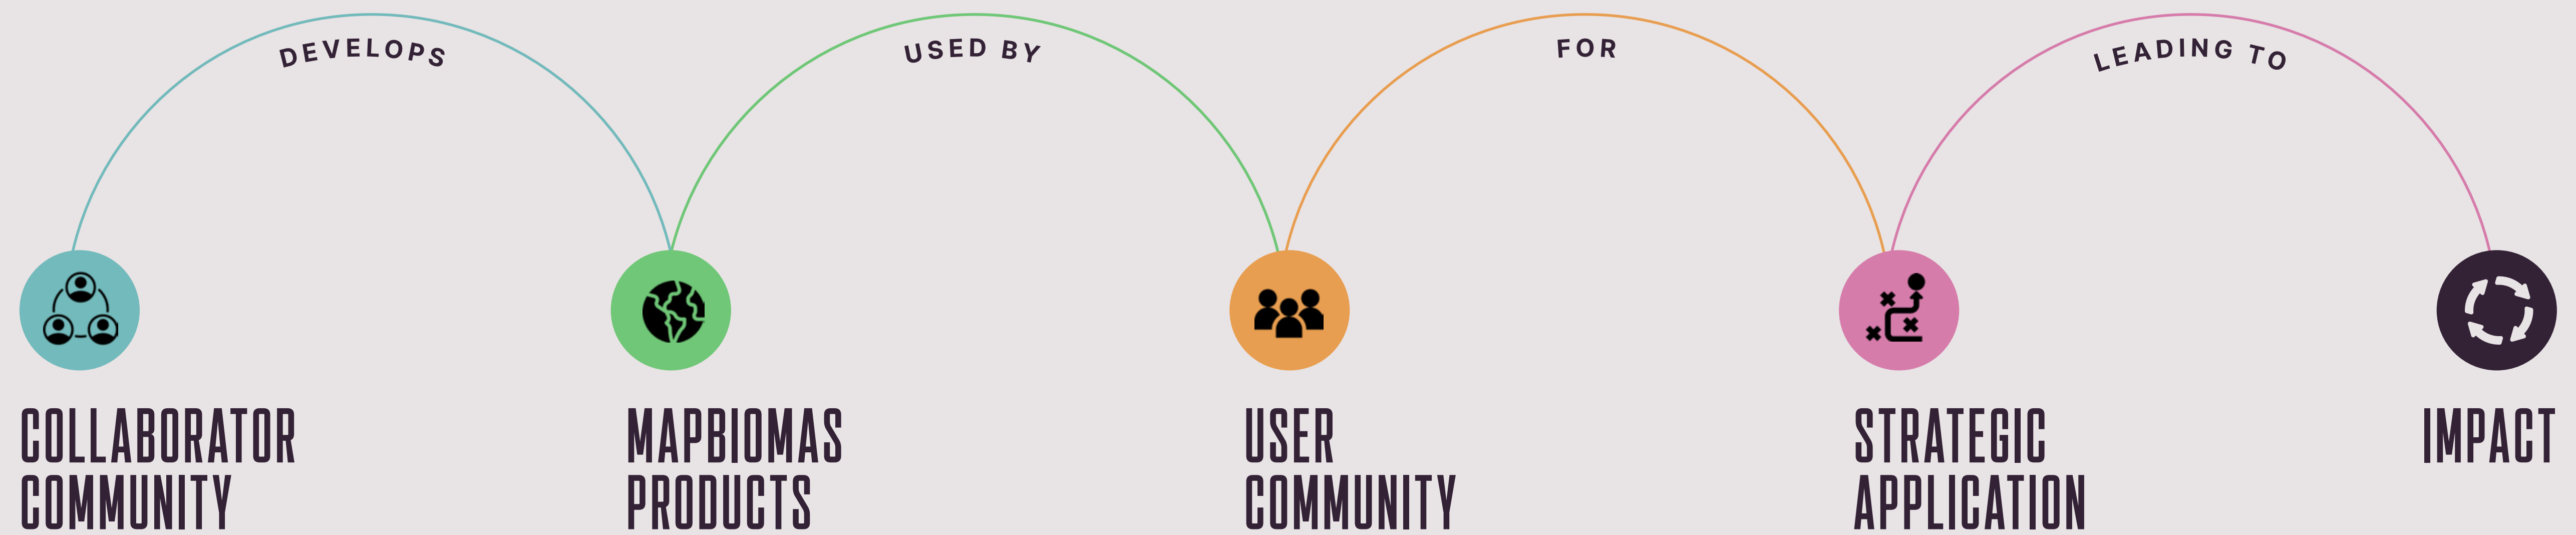 DEVELOPS
USED BY
FOR
LEADING TO
COLLABORATOR
COMMUNITY
MAPBIOMAS
PRODUCTS
USER
COMMUNITY
STRATEGIC
APPLICATION
IMPACT